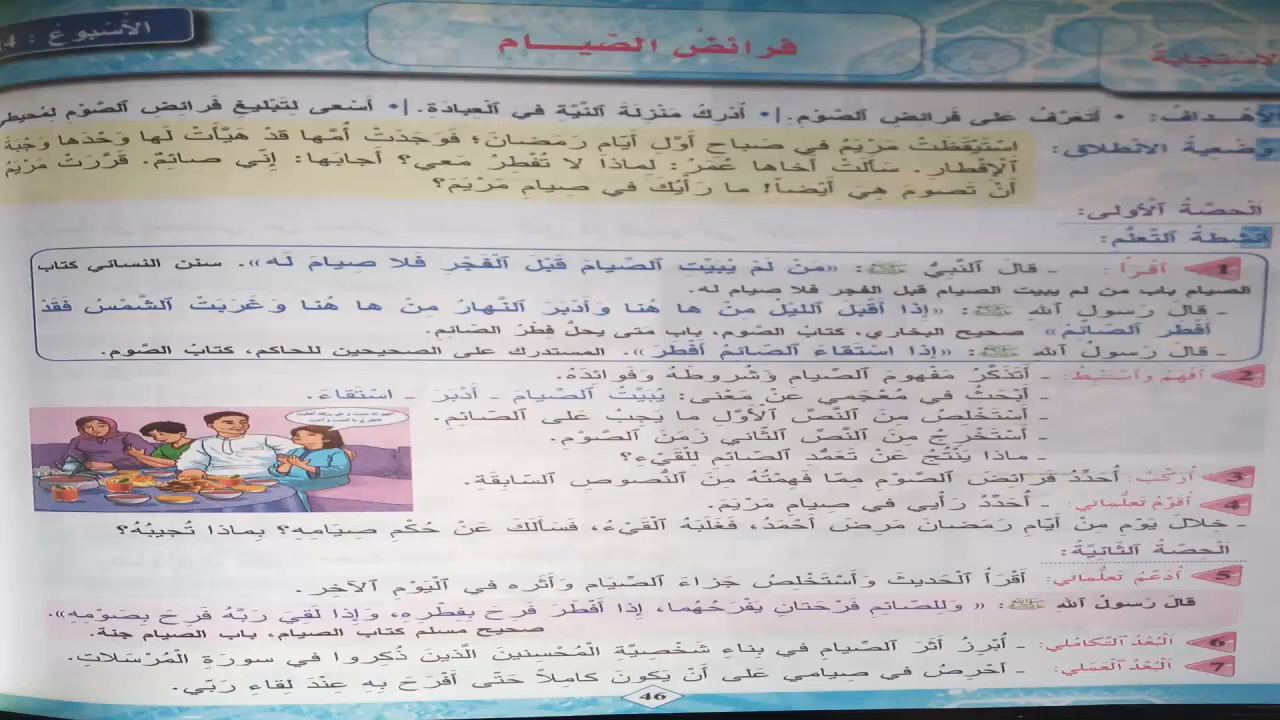 الأسبوع : 14
فرائض الصيام
الاستجابة
الأهداف: • أتعرف على فرائض الصوم. |• أدرك منزلة النية في العبادة. |• أسعى لتبليغ فرائض الصوم لمحيطي
وضعية الانطلاق: استيقظت مريم في صباح أول أيام رمضان؛ فوجدت أمها قد هيأت لها وحدها وجبة
الإفطار. سألت أخاها عمر: لماذا لا تفطر معي؟ أجابها: إني صائم. قررت مريم
أن تصوم هي أيضا! ما رأيك في صيام مريم؟
الحصة الأولى:
أنشطة التعلم:
1 أقرأ: - قال النبي ﷺ: «من لم يبيت الصيام قبل الفجر فلا صيام له». سنن النسائي كتاب
الصيام باب من لم يبيت الصيام قبل الفجر فلا صيام له.
- قال رسول الله ﷺ: «إذا أقبل الليل من ها هنا وأدبر النهار من ها هنا وغربت الشمس فقد
أفطر الصائم» صحيح البخاري، كتاب الصوم، باب متى يحل فطر الصائم.
- قال رسول الله ﷺ: «إذا استقاء الصائم أفطر». المستدرك على الصحيحين للحاكم، كتاب الصوم.
2 أفهم وأستنبط: - أتذكر مفهوم الصيام وشروطه وفوائده.
- أبحث في معجمي عن معنى: يبيت الصيام - أدبر - استقاء.
- أستخلص من النص الأول ما يجب على الصائم.
- أستخرج من النص الثاني زمن الصوم.
- ماذا ينتج عن تعمد الصائم للقيء؟
3 أركب: أحدد فرائض الصوم مما فهمته من النصوص السابقة.
4 أقوم تعلماتي: - أحدد رأيي في صيام مريم.
- خلال يوم من أيام رمضان مرض أحمد، فغلبه القيء، فسألك عن حكم صيامه؟ بماذا تجيبه؟
الحصة الثانية:
5 أدعم تعلماتي: أقرأ الحديث وأستخلص جزاء الصيام وأثره في اليوم الآخر.
قال رسول الله ﷺ: « وللصائم فرحتان يفرحهما، إذا أفطر فرح بفطره، وإذا لقي ربه فرح بصومه».
صحيح مسلم كتاب الصيام، باب الصيام جنة.
6 البعد التكاملي: - أبرز أثر الصيام في بناء شخصية المحسنين الذين ذكروا في سورة المرسلات.
7 البعد العملي: - أحرص في صيامي على أن يكون كاملا حتى أفرح به عند لقاء ربي.
46